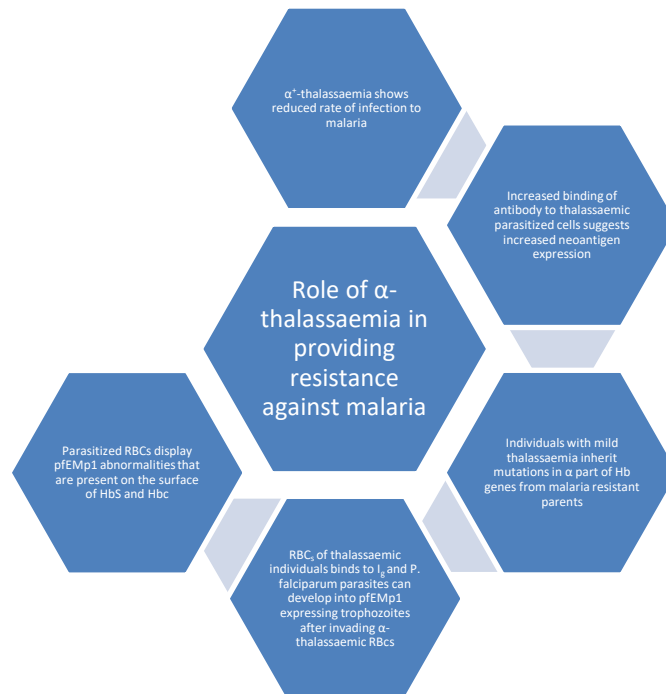 α⁺-thalassaemia shows
reduced rate of infection to
malaria
Increased binding of
antibody to thalassaemic
parasitized cells suggests
increased neoantigen
expression
Role of α-
thalassaemia in
providing
resistance
against malaria
Individuals with mild
thalassaemia inherit
mutations in α part of Hb
genes from malaria resistant
parents
RBCs of thalassaemic
individuals binds to Ig and P.
falciparum parasites can
develop into pfEMp1
expressing trophozoites
after invading α-
thalassaemic RBcs
Parasitized RBCs display
pfEMp1 abnormalities that
are present on the surface
of HbS and Hbc